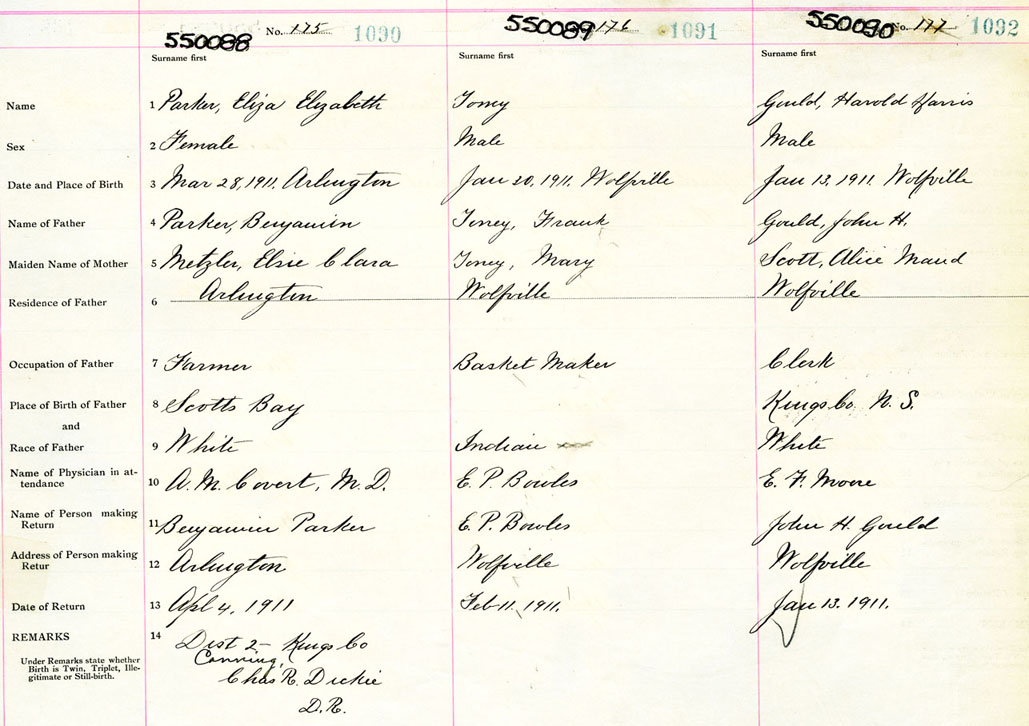 550088 No. 175 1090 550089 176 1091 550090 No. 177 1092
Surname first Surname first Surname first
Name 1 Parker, Eliza Elizabeth Toney Gould, Harold Harris
Sex 2 Female Male Male
Date and Place of Birth 3 Mar 28, 1911. Arlington Jan 20, 1911. Wolfville Jan 13, 1911. Wolfville
Name of Father 4 Parker, Benjamin Toney, Frank Gould, John H.
Maiden Name of Mother 5 Metzler, Elsie Clara Toney, Mary Scott, Alice Maud
Residence of Father 6 Arlington Wolfville Wolfville
Occupation of Father 7 Farmer Basket Maker Clerk
Place of Birth of Father 8 Scotts Bay Kings Co. N. S.
and
Race of Father 9 White Indian White
Name of Physician in at-
tendance 10 A. M. Covert, M. D. E. P. Bowles E. F. Moore
Name of Person making
Return 11 Benjamin Parker E. P. Bowles John H. Gould
Address of Person making
Retur 12 Arlington Wolfville Wolfville
Date of Return 13 Apl 4, 1911 Feb 11, 1911. Jan 13. 1911.
REMARKS 14 Dist 2 - Kings Co
Under Remarks state whether
Birth is Twin, Triplet, Ille-
gitimate or Still-birth.
Canning,
Chas R. Dickie
D. R.